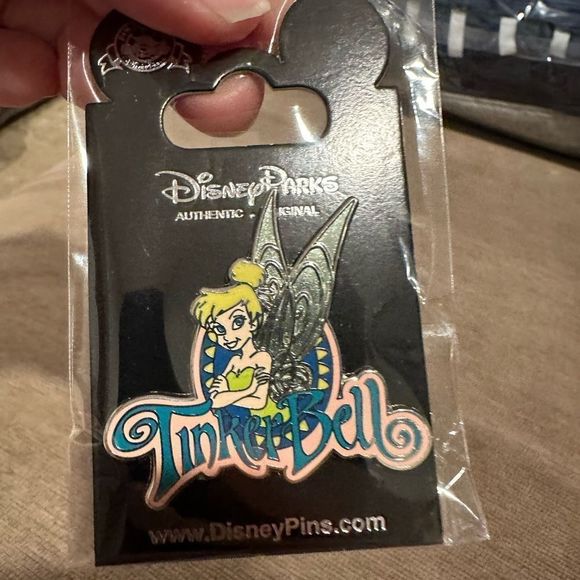 Disney Parks
AUTHENTIC • ORIGINAL
TinkerBell
www.DisneyPins.com